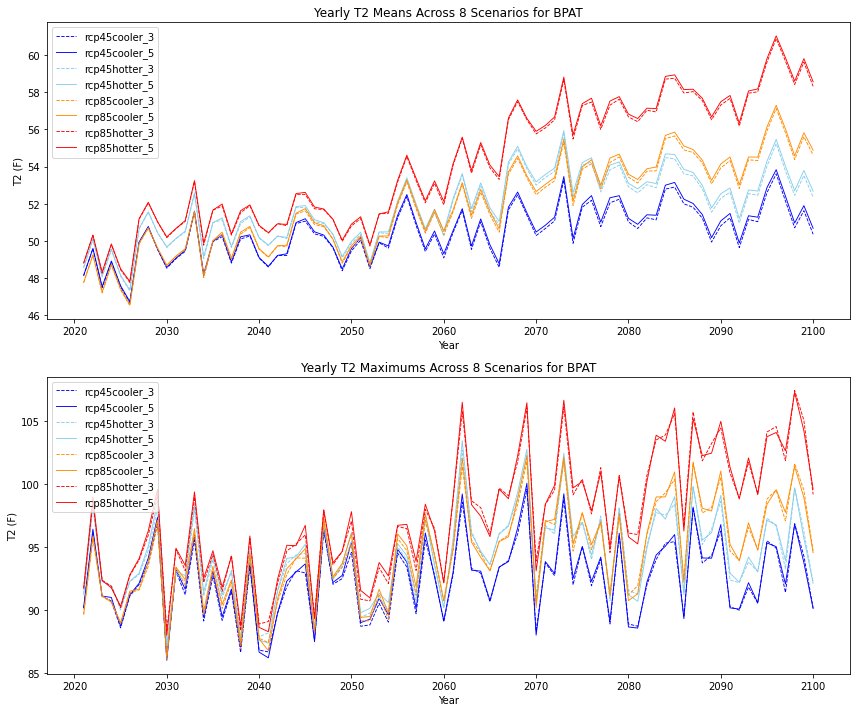 Yearly T2 Means Across 8 Scenarios for BPAT
rcp45cooler_3
rcp45cooler_5
rcp45hotter_3
rcp45hotter_5
rcp85cooler_3
rcp85cooler_5
rcp85hotter_3
rcp85hotter_5
T2 (F)
60
58
56
54
52
50
48
46
2020
2030
2040
2050
2060
2070
2080
2090
2100
Year
Yearly T2 Maximums Across 8 Scenarios for BPAT
rcp45cooler_3
rcp45cooler_5
rcp45hotter_3
rcp45hotter_5
rcp85cooler_3
rcp85cooler_5
rcp85hotter_3
rcp85hotter_5
T2 (F)
105
100
95
90
85
2020
2030
2040
2050
2060
2070
2080
2090
2100
Year